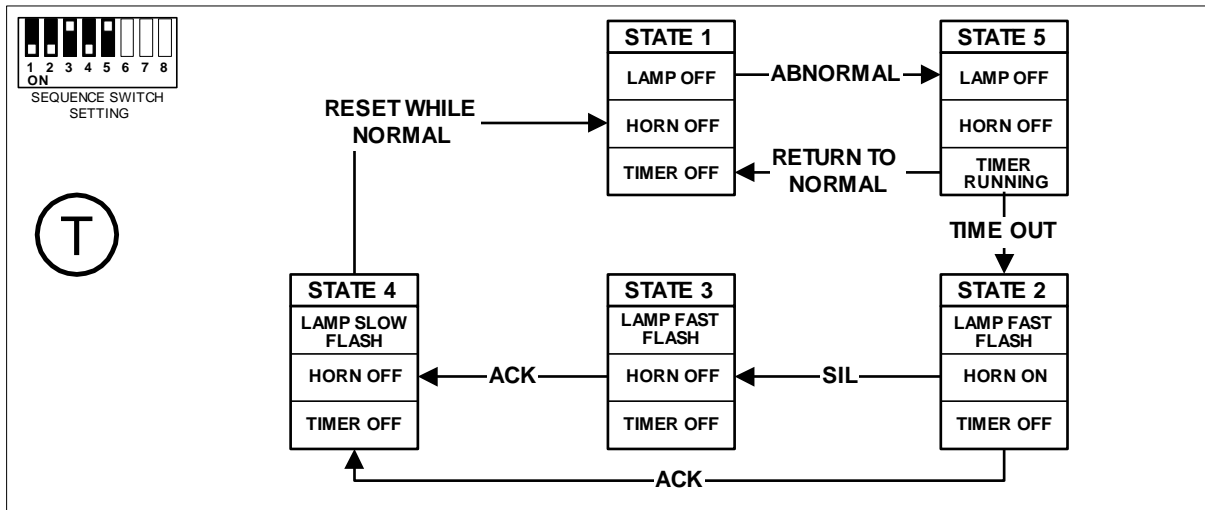 1 2 3 4 5 6 7 8
ON
SEQUENCE SWITCH
SETTING
T
STATE 1
LAMP OFF
HORN OFF
TIMER OFF
ABNORMAL
RETURN TO
NORMAL
STATE 5
LAMP OFF
HORN OFF
TIMER
RUNNING
RESET WHILE
NORMAL
TIME OUT
STATE 4
LAMP SLOW
FLASH
HORN OFF
TIMER OFF
ACK
STATE 3
LAMP FAST
FLASH
HORN OFF
TIMER OFF
SIL
STATE 2
LAMP FAST
FLASH
HORN ON
TIMER OFF
ACK